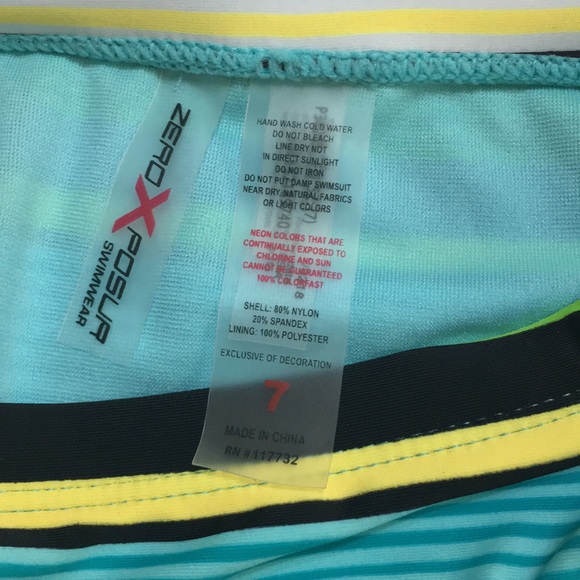 ZEROXPOSUR
SWIMWEAR
HAND WASH COLD WATER
DO NOT BLEACH
LINE DRY NOT
IN DIRECT SUNLIGHT
DO NOT IRON
DO NOT PUT DAMP SWIMSUIT
NEAR DRY, NATURAL FABRICS
OR LIGHT COLORS
NEON COLORS THAT ARE
CONTINUALLY EXPOSED TO
CHLORINE AND SUN
CANNOT BE GUARANTEED
100% COLORFAST
SHELL: 80% NYLON
20% SPANDEX
LINING: 100% POLYESTER
EXCLUSIVE OF DECORATION
7
MADE IN CHINA
RN # 117732